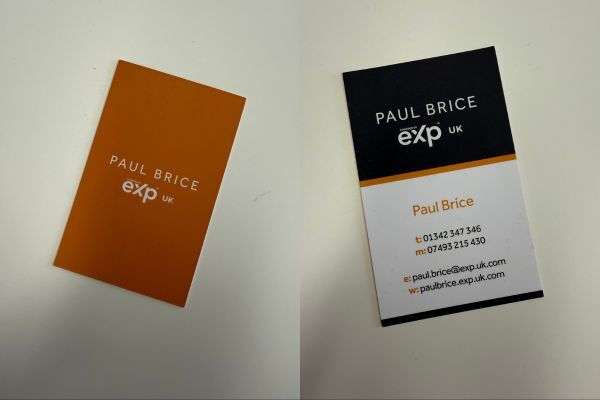 PAUL BRICE
exp UK
PAUL BRICE
exp UK
Paul Brice
t: 01342 347 346
m: 07493 215 430
e: paul.brice@exp.uk.com
w: paulbrice.exp.uk.com